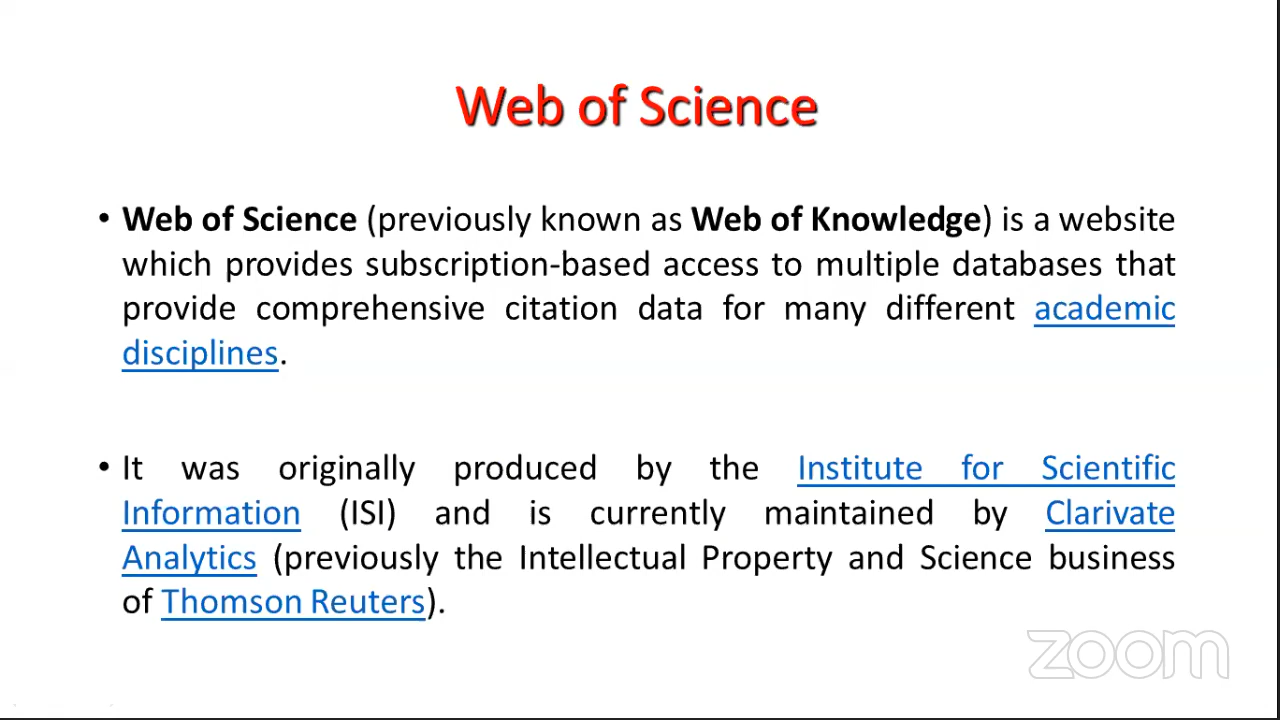 Web of Science
• Web of Science (previously known as Web of Knowledge) is a website
which provides subscription-based access to multiple databases that
provide comprehensive citation data for many different academic
disciplines.
• It was originally produced by the Institute for Scientific
Information (ISI) and is currently maintained by Clarivate
Analytics (previously the Intellectual Property and Science business
of Thomson Reuters).
zoom